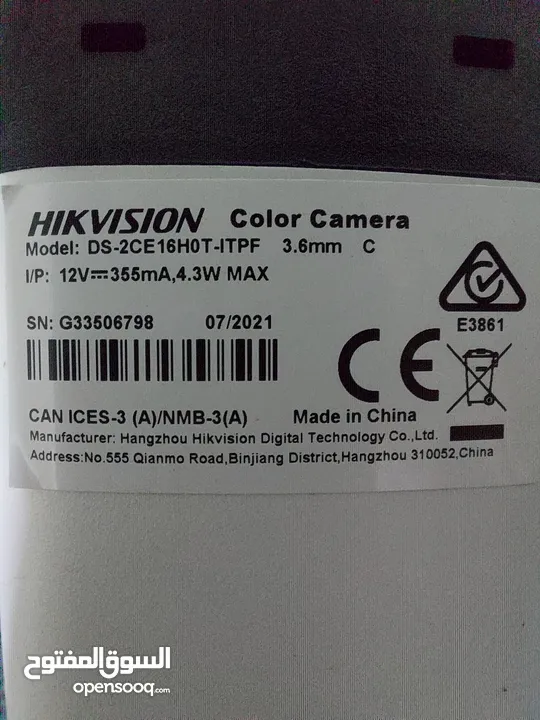 HIKVISION Color Camera
Model: DS-2CE16H0T-ITPF 3.6mm C
I/P: 12V⎓355mA,4.3W MAX
SN: G33506798 07/2021
E3861
CE
CAN ICES-3 (A)/NMB-3(A) Made in China
Manufacturer: Hangzhou Hikvision Digital Technology Co.,Ltd.
Address:No.555 Qianmo Road,Binjiang District,Hangzhou 310052,China
السوق المفتوح
opensooq.com